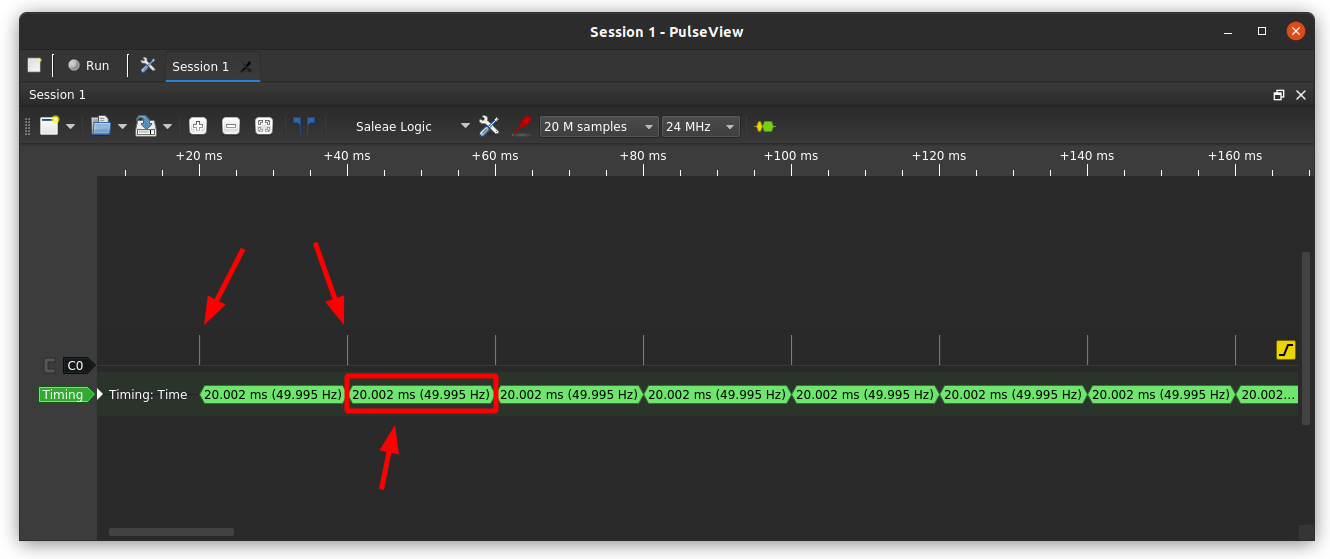 Session 1 - PulseView
Run
Session 1
Session 1
Saleae Logic
20 M samples
24 MHz
+20 ms +40 ms +60 ms +80 ms +100 ms +120 ms +140 ms +160 ms
C0
Timing Timing: Time 20.002 ms (49.995 Hz) 20.002 ms (49.995 Hz) 20.002 ms (49.995 Hz) 20.002 ms (49.995 Hz) 20.002 ms (49.995 Hz) 20.002 ms (49.995 Hz) 20.002 ms (49.995 Hz) 20.002...